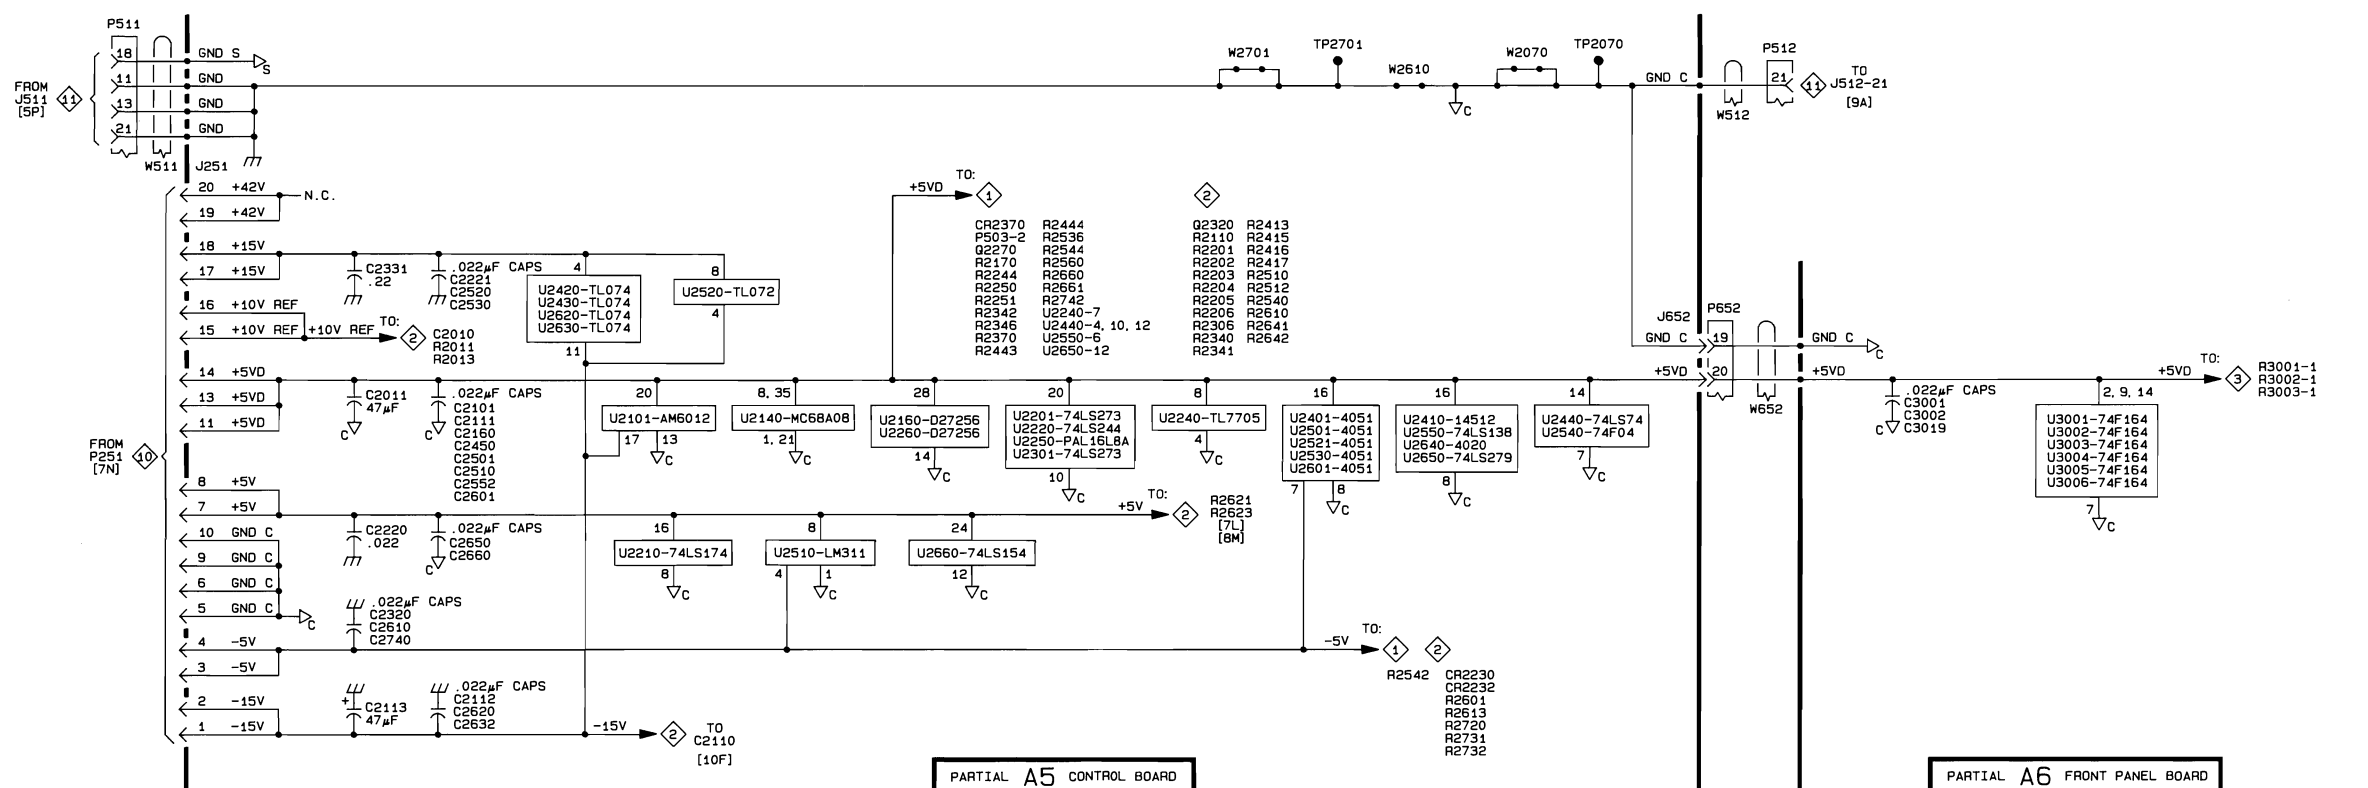 P511
18 GND S
S
11 GND
13 GND
21 GND
FROM
J511
[5P]
11
W511
J251
W2701
TP2701
W2610
C
W2070
TP2070
GND C
W512
P512
21
11
TO
J512-21
[9A]
20 +42V
N.C.
19 +42V
18 +15V
17 +15V
16 +10V REF
15 +10V REF
+10V REF
TO:
2
C2010
R2011
R2013
C2331
.22
.022µF CAPS
C2221
C2520
C2530
4
U2420-TL074
U2430-TL074
U2620-TL074
U2630-TL074
11
8
U2520-TL072
4
+5VD
TO:
1
CR2370 R2444
P503-2 R2536
Q2270 R2544
R2170 R2560
R2244 R2660
R2250 R2661
R2251 R2742
R2342 U2240-7
R2346 U2440-4, 10, 12
R2370 U2550-6
R2443 U2650-12
2
Q2320 R2413
R2110 R2415
R2201 R2416
R2202 R2417
R2203 R2510
R2204 R2512
R2205 R2540
R2206 R2610
R2306 R2641
R2340 R2642
R2341
J652
P652
GND C
19
GND C
C
+5VD
20
+5VD
W652
14 +5VD
13 +5VD
11 +5VD
C2011
47µF
C
.022µF CAPS
C2101
C2111
C2160
C2450
C2501
C2510
C2552
C2601
20
U2101-AM6012
17 13
C
8, 35
U2140-MC68A08
1, 21
C
28
U2160-D27256
U2260-D27256
14
C
20
U2201-74LS273
U2220-74LS244
U2250-PAL16L8A
U2301-74LS273
10
C
8
U2240-TL7705
4
C
16
U2401-4051
U2501-4051
U2521-4051
U2530-4051
U2601-4051
7 8
C
16
U2410-14512
U2550-74LS138
U2640-4020
U2650-74LS279
8
C
14
U2440-74LS74
U2540-74F04
7
C
.022µF CAPS
C3001
C3002
C3019
C
2, 9, 14
U3001-74F164
U3002-74F164
U3003-74F164
U3004-74F164
U3005-74F164
U3006-74F164
7
C
+5VD
TO:
3
R3001-1
R3002-1
R3003-1
FROM
P251
[7N]
10
8 +5V
7 +5V
C2220
.022
.022µF CAPS
C2650
C2660
C
16
U2210-74LS174
8
C
8
U2510-LM311
4 1
C
24
U2660-74LS154
12
C
+5V
TO:
2
R2621
R2623
[7L]
[8M]
10 GND C
9 GND C
6 GND C
5 GND C
C
4 -5V
3 -5V
.022µF CAPS
C2320
C2610
C2740
-5V
TO:
1
R2542
2
CR2230
CR2232
R2601
R2613
R2720
R2731
R2732
2 -15V
1 -15V
+
C2113
47µF
.022µF CAPS
C2112
C2620
C2632
-15V
2
TO
C2110
[10F]
PARTIAL A5 CONTROL BOARD
PARTIAL A6 FRONT PANEL BOARD